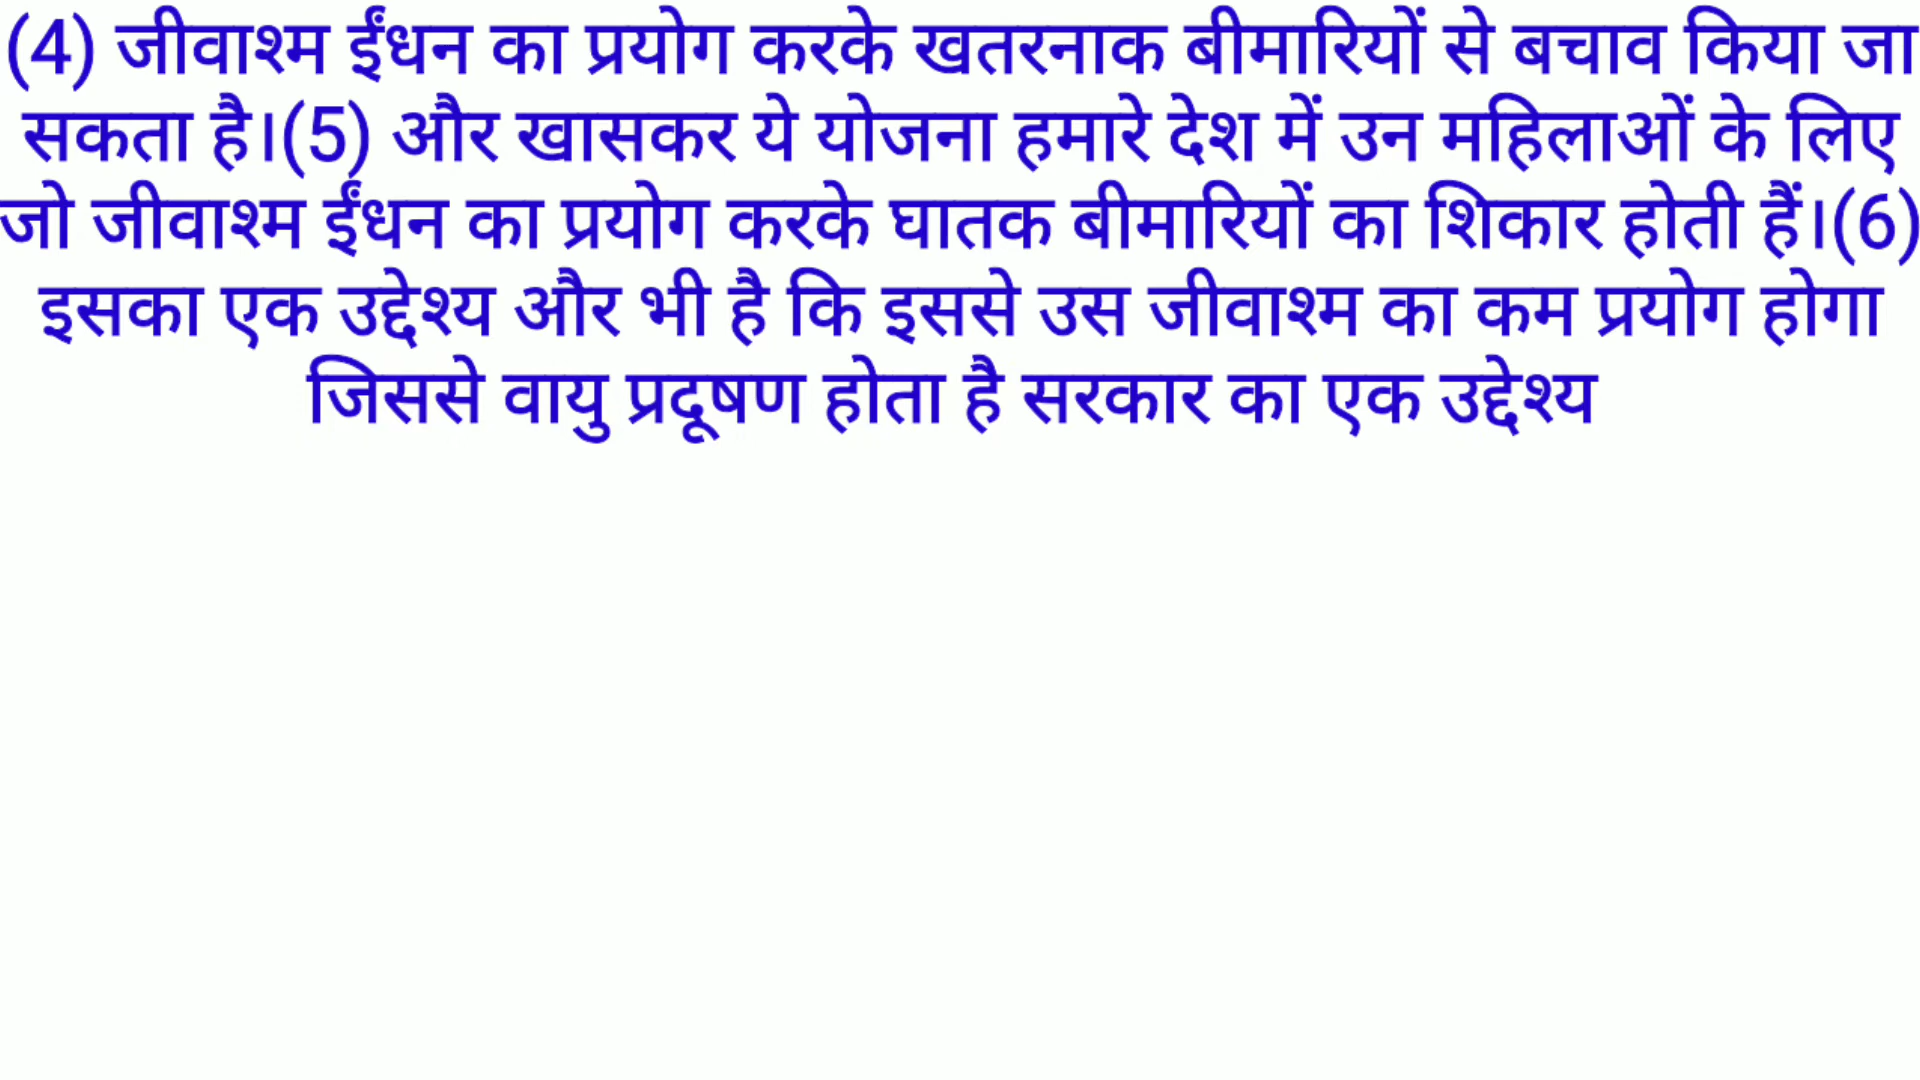 (4) जीवाश्म ईंधन का प्रयोग करके खतरनाक बीमारियों से बचाव किया जा
सकता है।(5) और खासकर ये योजना हमारे देश में उन महिलाओं के लिए
जो जीवाश्म ईंधन का प्रयोग करके घातक बीमारियों का शिकार होती हैं।(6)
इसका एक उद्देश्य और भी है कि इससे उस जीवाश्म का कम प्रयोग होगा
जिससे वायु प्रदूषण होता है सरकार का एक उद्देश्य